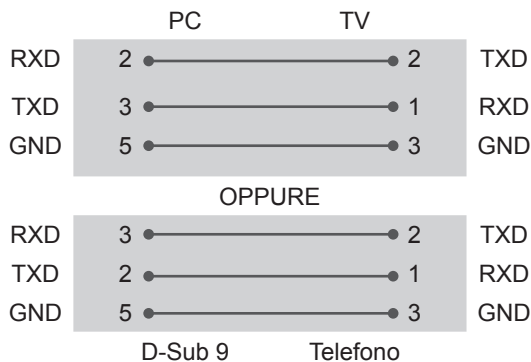 PC TV
RXD 2 2 TXD
TXD 3 1 RXD
GND 5 3 GND
OPPURE
RXD 3 2 TXD
TXD 2 1 RXD
GND 5 3 GND
D-Sub 9 Telefono